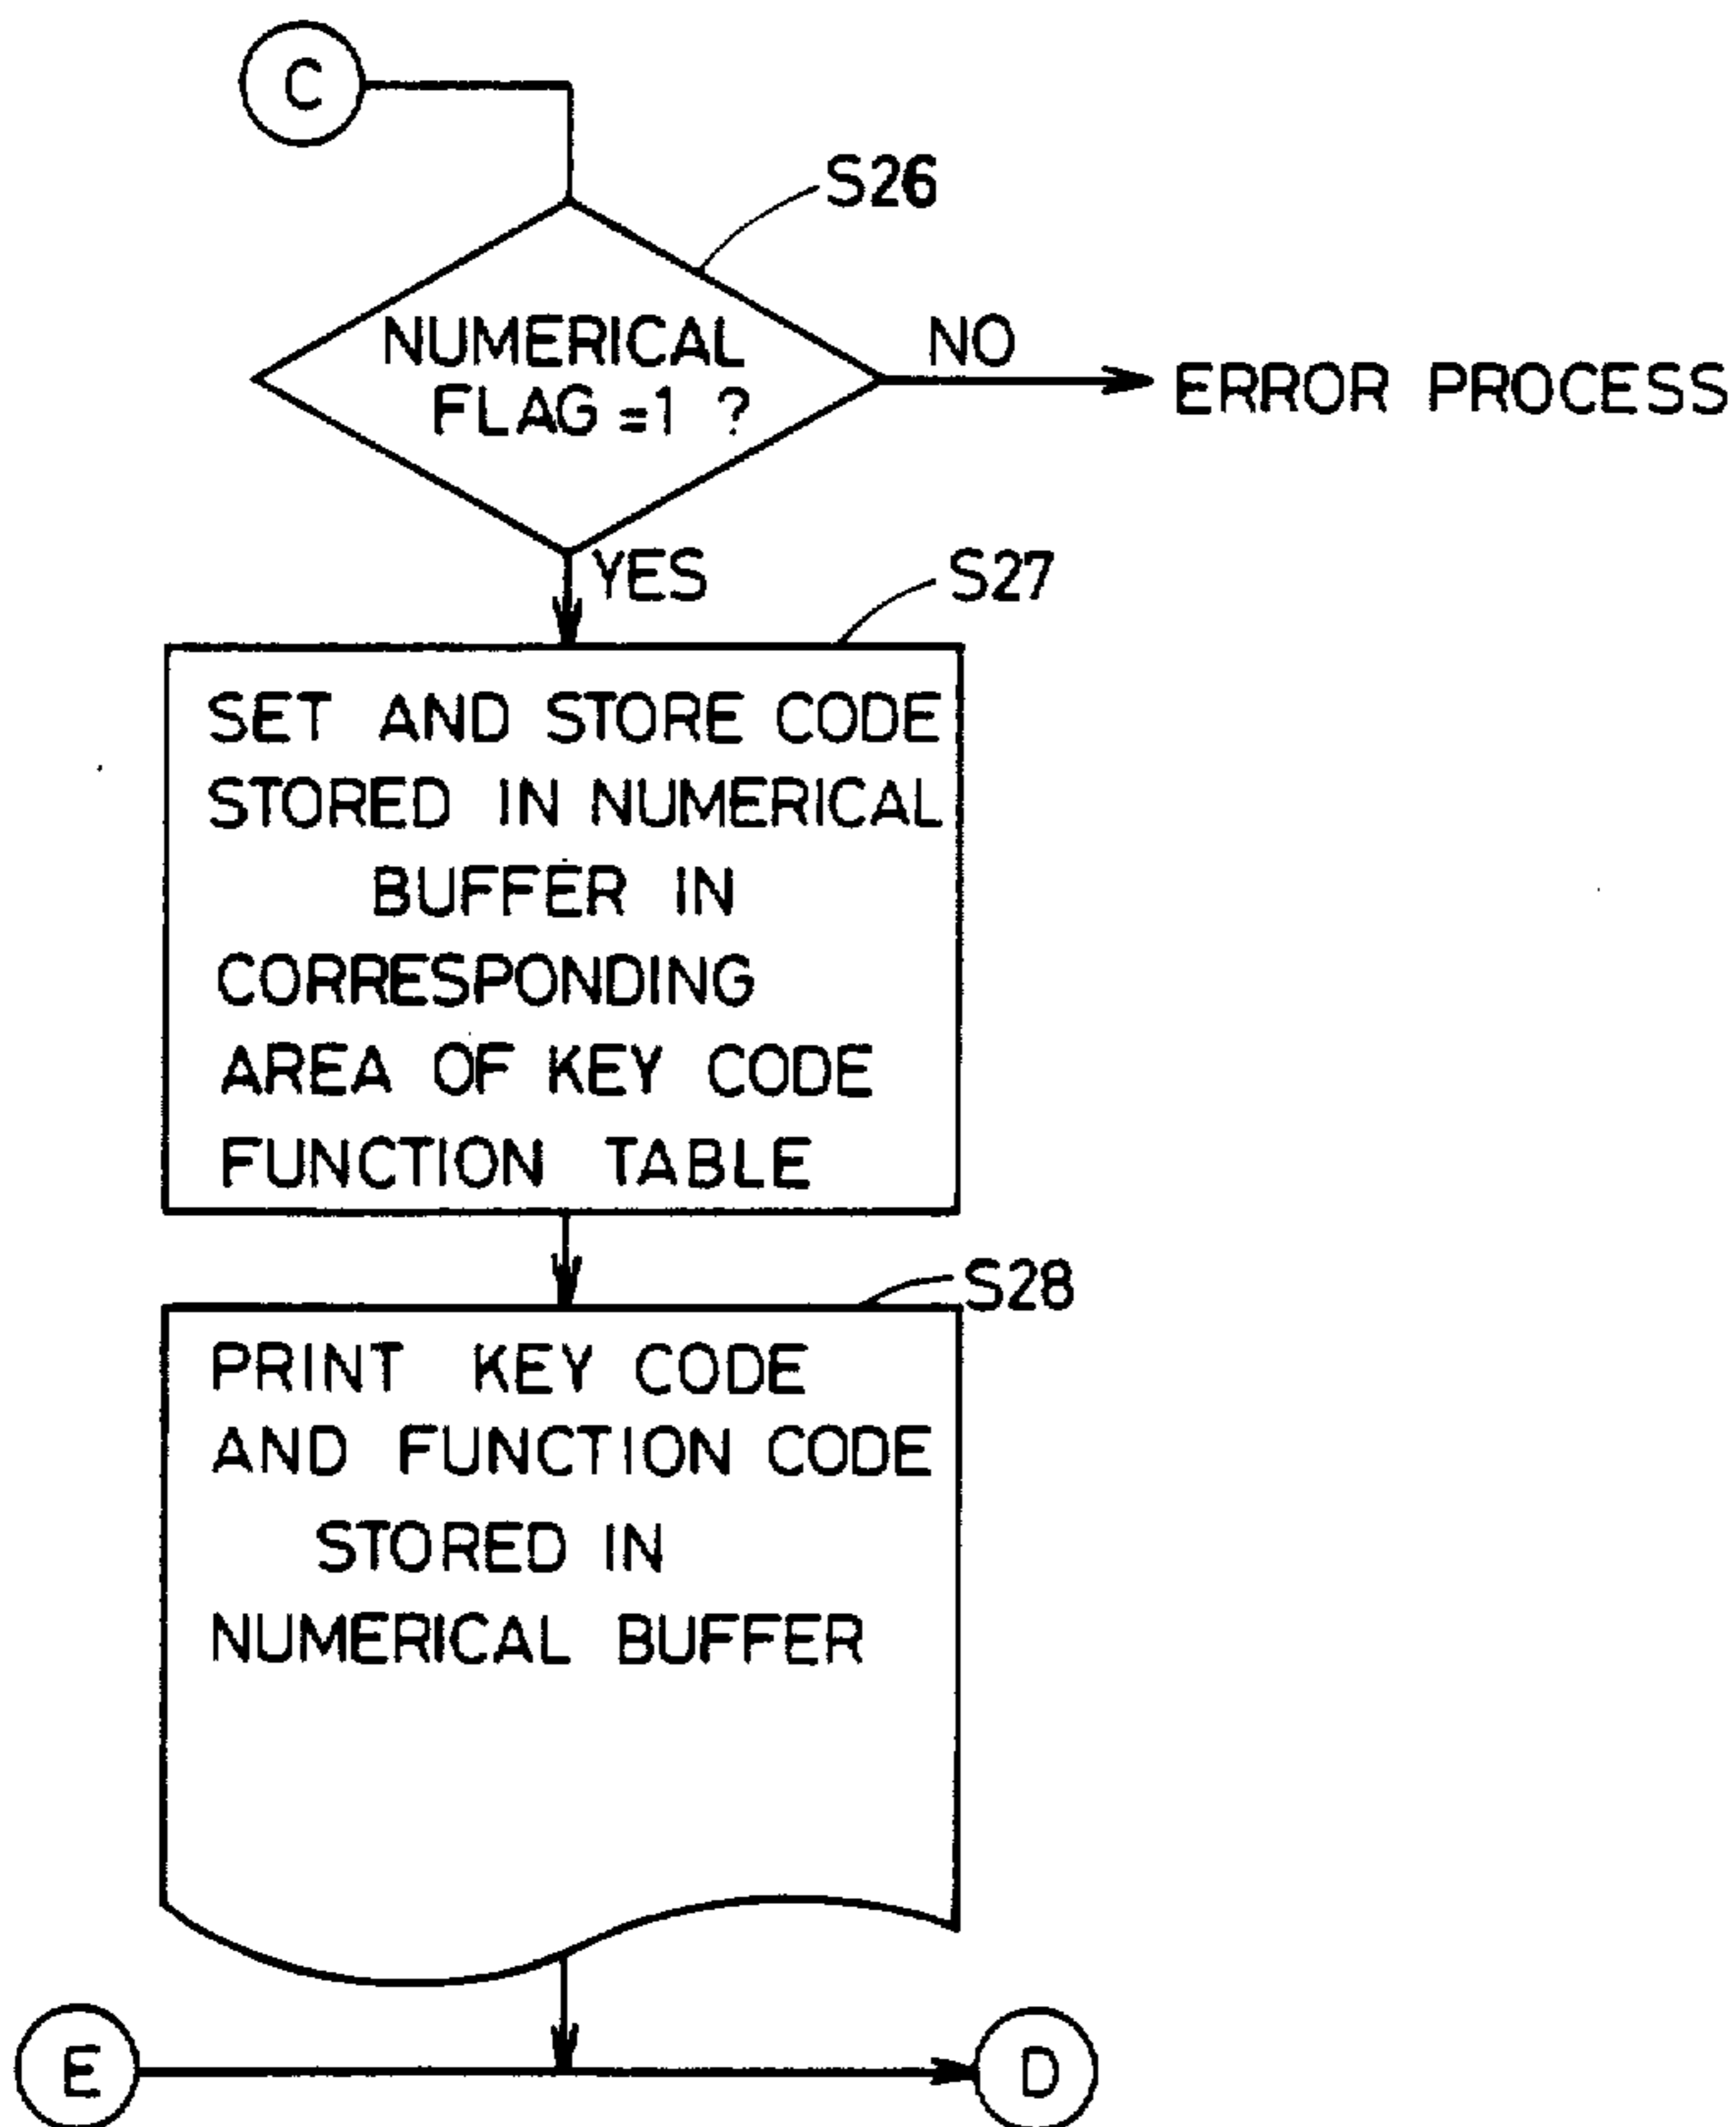 C
S26
NUMERICAL
FLAG=1 ?
NO
ERROR PROCESS
YES
S27
SET AND STORE CODE
STORED IN NUMERICAL
BUFFER IN
CORRESPONDING
AREA OF KEY CODE
FUNCTION TABLE
S28
PRINT KEY CODE
AND FUNCTION CODE
STORED IN
NUMERICAL BUFFER
E
D